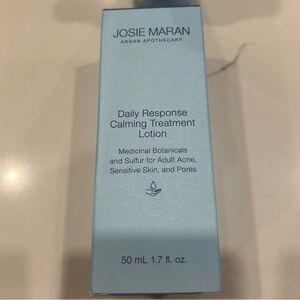 JOSIE MARAN
ARGAN APOTHECARY
Daily Response
Calming Treatment
Lotion
Medicinal Botanicals
and Sulfur for Adult Acne,
Sensitive Skin, and Pores
50 mL 1.7 fl. oz.